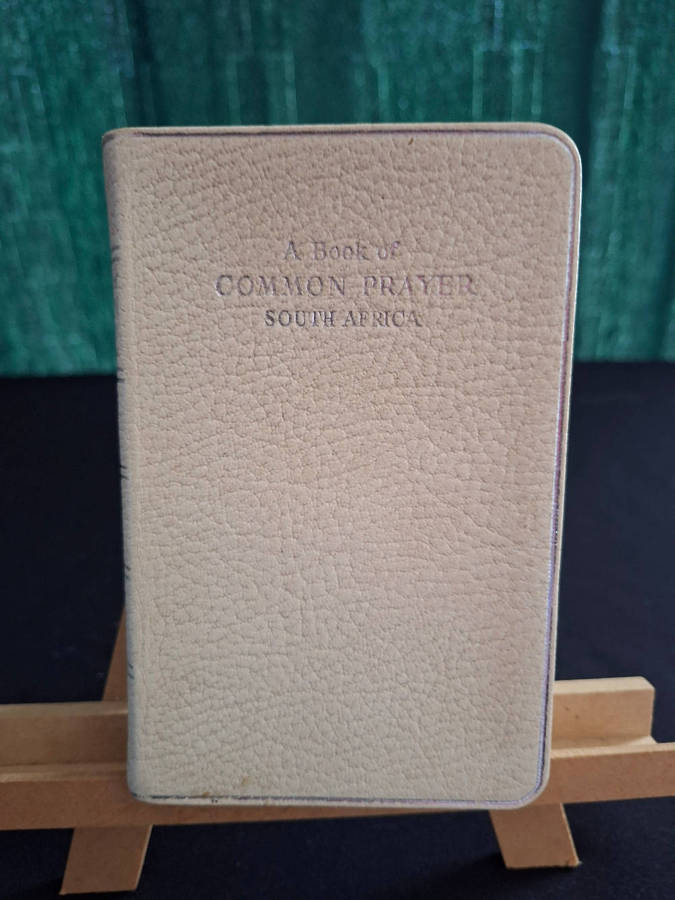 A Book of
COMMON PRAYER
SOUTH AFRICA